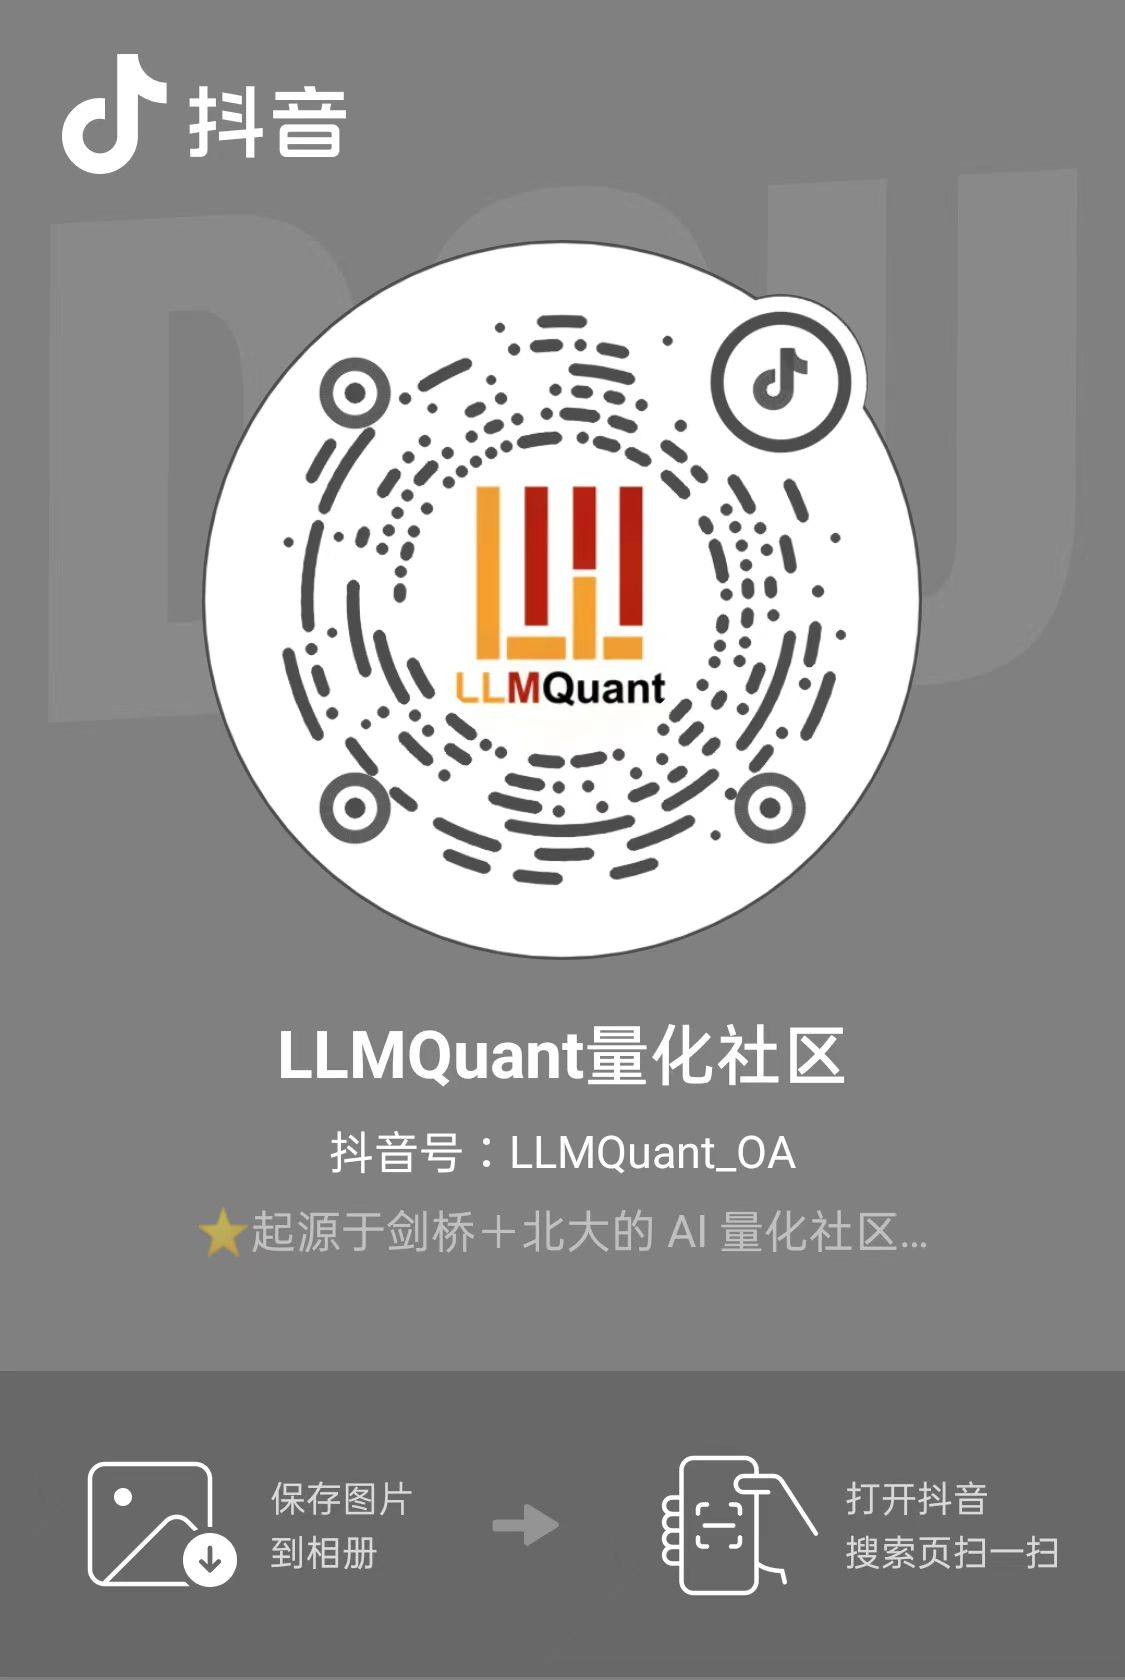 抖音
DOU
LLMQuant
LLMQuant量化社区
抖音号：LLMQuant_OA
⭐起源于剑桥＋北大的 AI 量化社区...
保存图片
到相册
打开抖音
搜索页扫一扫